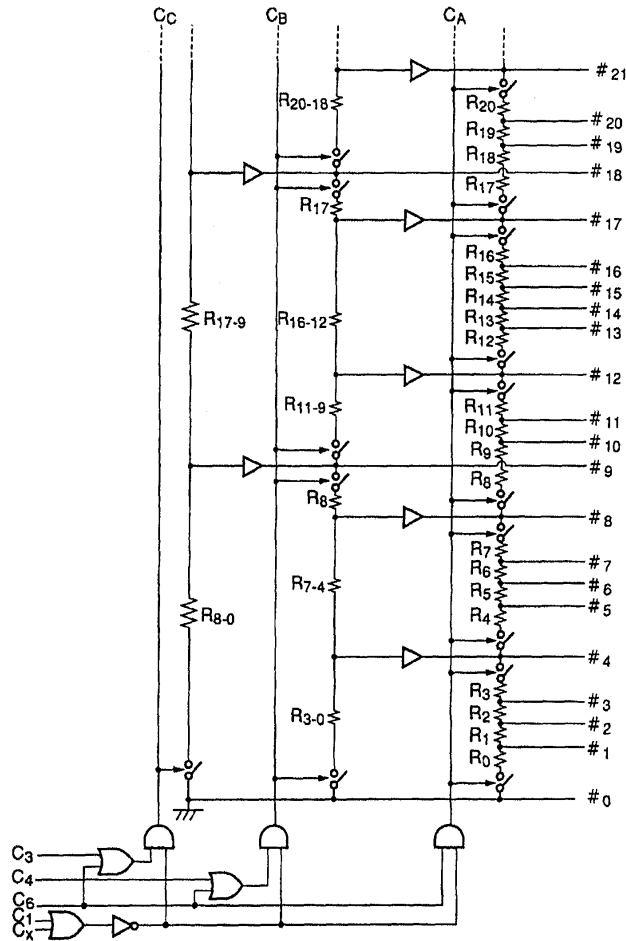 CC CB CA
#21
R20
R20-18
#20
R19
#19
R18
#18
R17
R17
#17
R16
#16
R15
#15
R14
#14
R17-9
R16-12
R13
#13
R12
#12
R11-9
R11
#11
R10
#10
R9
#9
R8
R8
#8
R7
#7
R6
R7-4
#6
R5
#5
R8-0
R4
#4
R3
#3
R3-0
R2
#2
R1
#1
R0
#0
C3
C4
C6
C1
CX